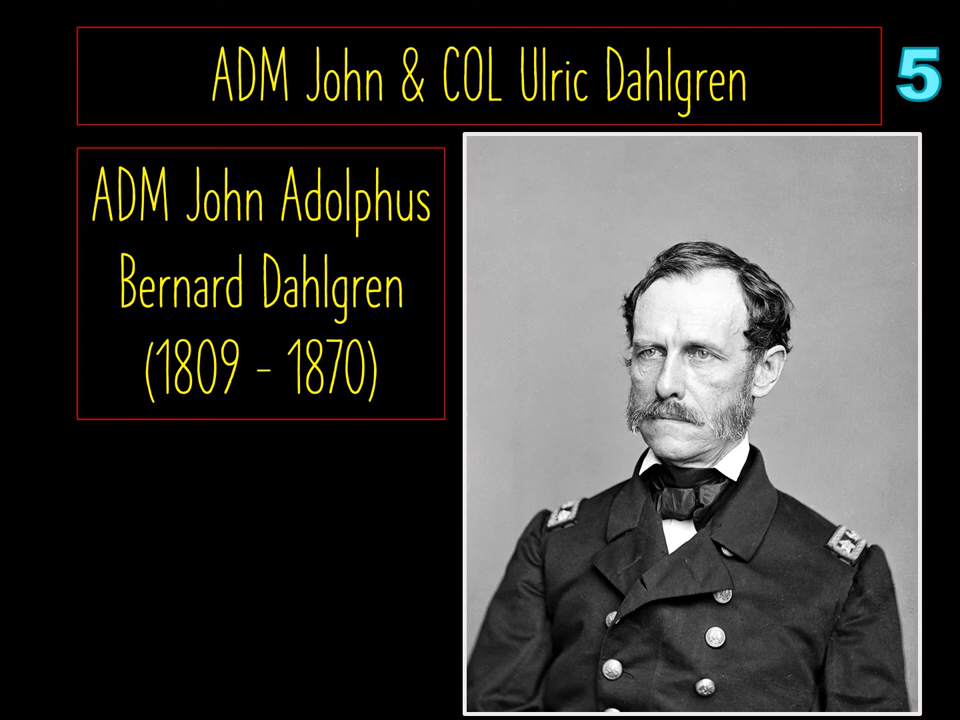 ADM John & COL Ulric Dahlgren
5
ADM John Adolphus
Bernard Dahlgren
(1809 - 1870)